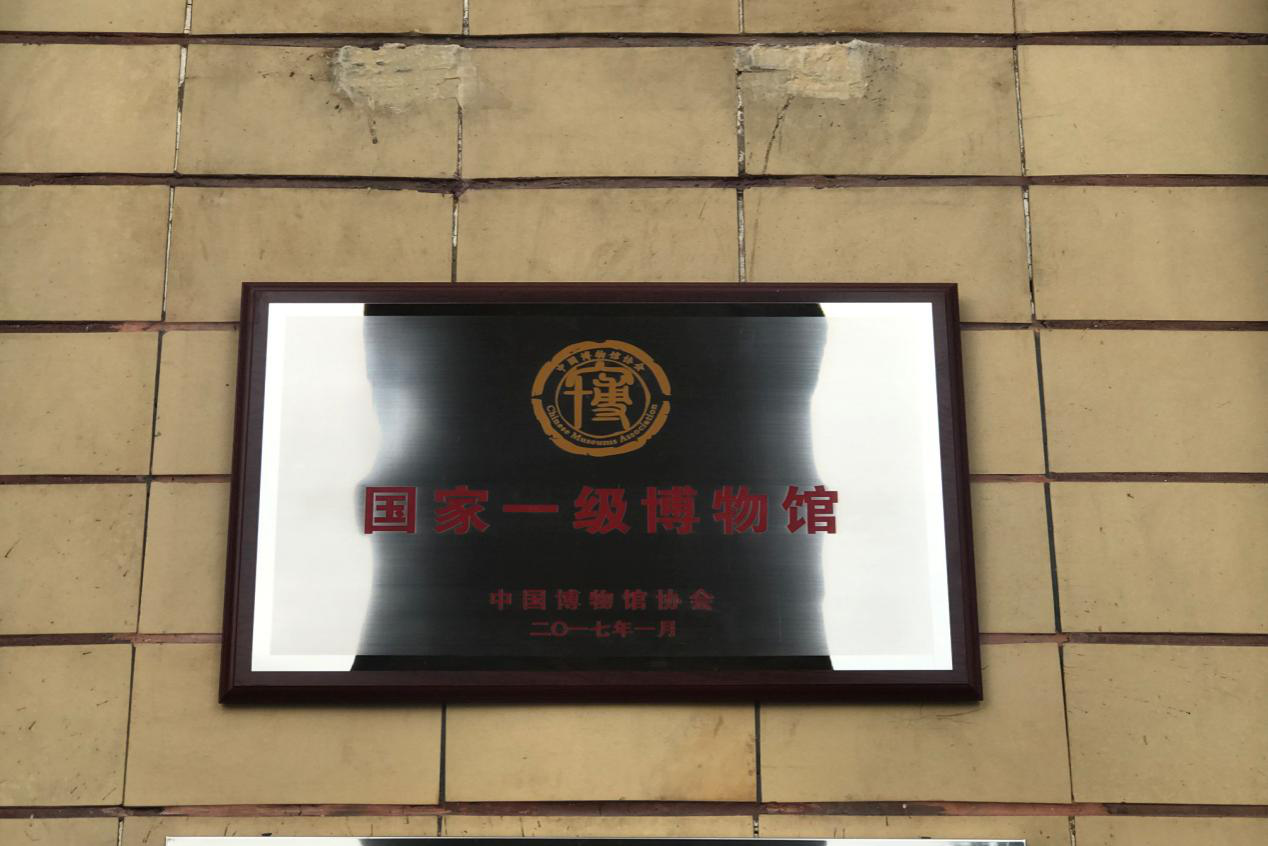 中国博物馆协会
博
Chinese Museums Association
国家一级博物馆
中国博物馆协会
二〇一七年一月